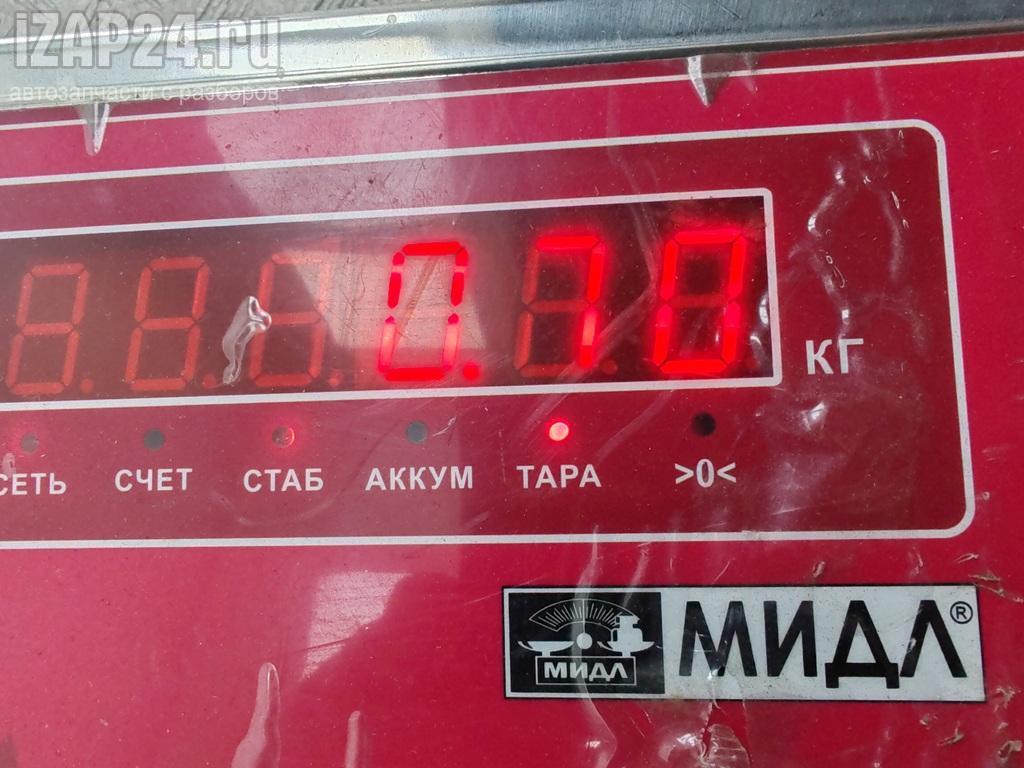 iZAP24.ru
автозапчасти с разборов
0.70
КГ
СЕТЬ СЧЕТ СТАБ АККУМ ТАРА >0<
МИДЛ МИДЛ®